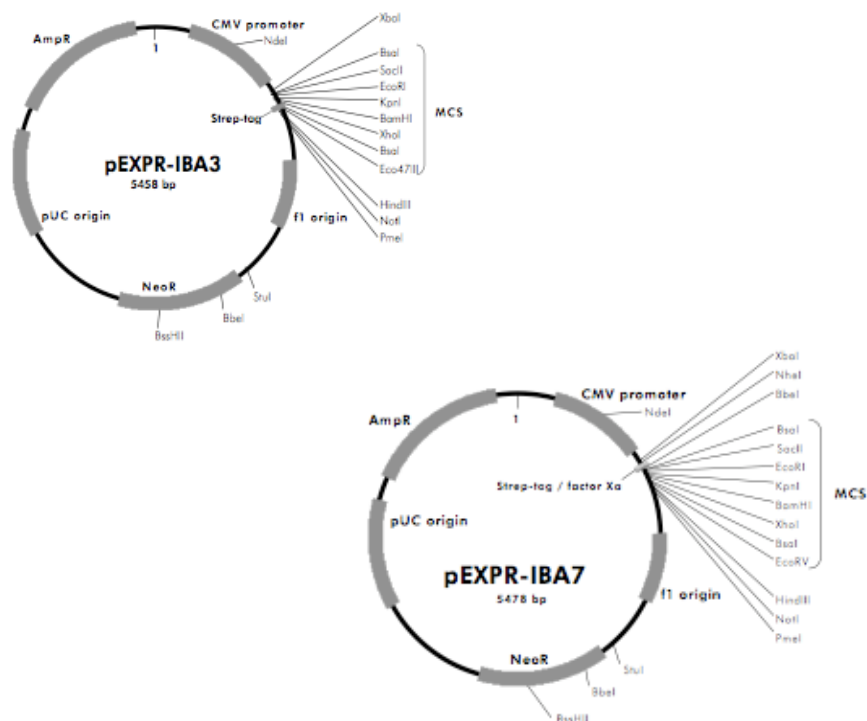 CMV promoter
NdeI
AmpR
1
XbaI
BsaI
SacII
EcoRI
KpnI
BamHI
XhoI
BsaI
Eco47III
MCS
Strep-tag
pEXPR-IBA3
5458 bp
HindIII
NotI
PmeI
pUC origin
f1 origin
NeoR
StuI
BbeI
BssHII
XbaI
NheI
BbeI
CMV promoter
NdeI
AmpR
1
BsaI
SacII
EcoRI
KpnI
BamHI
XhoI
BsaI
EcoRV
MCS
Strep-tag / factor Xa
pUC origin
pEXPR-IBA7
5478 bp
f1 origin
HindIII
NotI
PmeI
NeoR
StuI
BbeI
BssHII